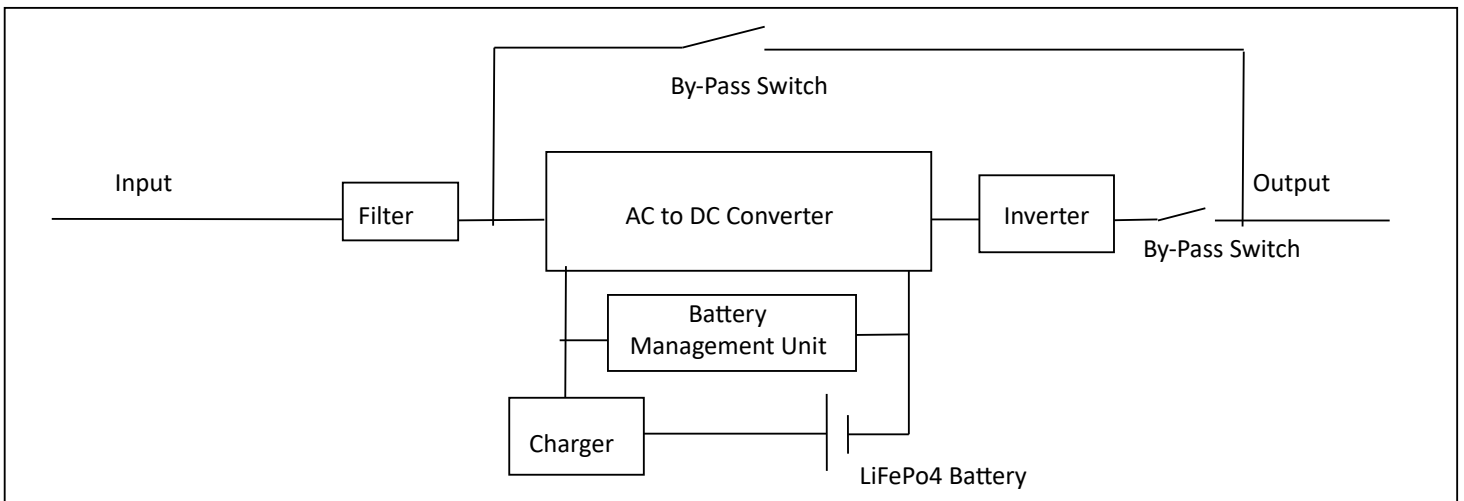 By-Pass Switch
Input
Filter
AC to DC Converter
Inverter
Output
By-Pass Switch
Battery
Management Unit
Charger
LiFePo4 Battery